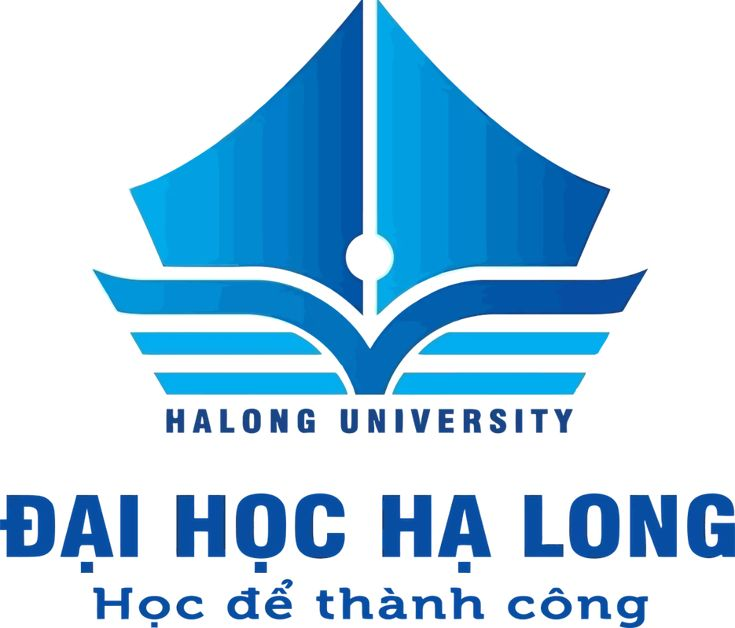 HALONG UNIVERSITY
ĐẠI HỌC HẠ LONG
Học để thành công